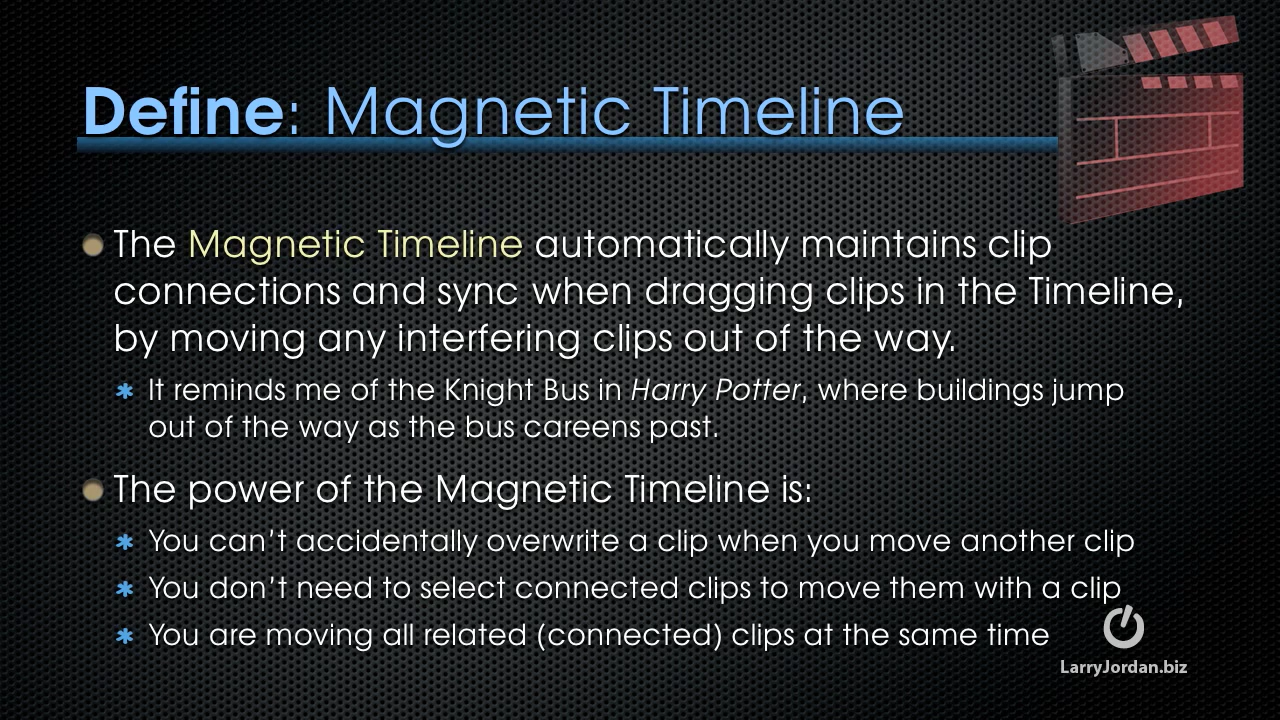 Define: Magnetic Timeline
The Magnetic Timeline automatically maintains clip
connections and sync when dragging clips in the Timeline,
by moving any interfering clips out of the way.
It reminds me of the Knight Bus in Harry Potter, where buildings jump
out of the way as the bus careens past.
The power of the Magnetic Timeline is:
You can’t accidentally overwrite a clip when you move another clip
You don’t need to select connected clips to move them with a clip
You are moving all related (connected) clips at the same time
LarryJordan.biz